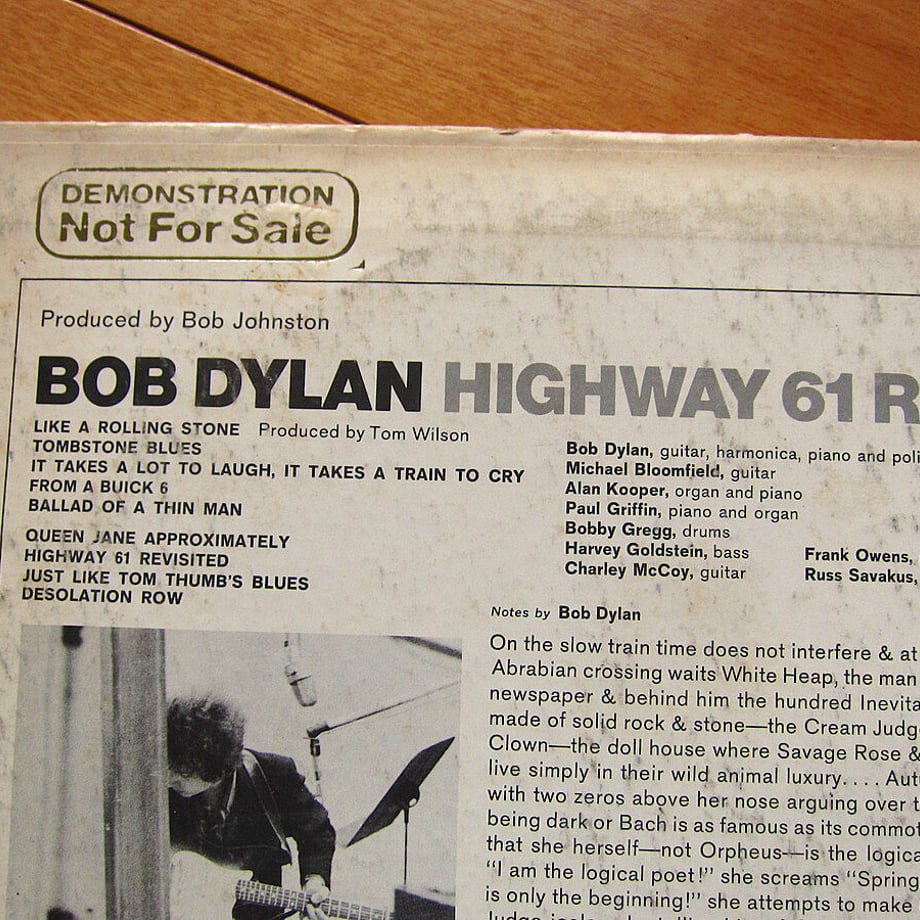 DEMONSTRATION
Not For Sale
Produced by Bob Johnston
BOB DYLAN HIGHWAY 61 R
LIKE A ROLLING STONE Produced by Tom Wilson
TOMBSTONE BLUES
IT TAKES A LOT TO LAUGH, IT TAKES A TRAIN TO CRY
FROM A BUICK 6
BALLAD OF A THIN MAN
QUEEN JANE APPROXIMATELY
HIGHWAY 61 REVISITED
JUST LIKE TOM THUMB'S BLUES
DESOLATION ROW
Bob Dylan, guitar, harmonica, piano and poli
Michael Bloomfield, guitar
Alan Kooper, organ and piano
Paul Griffin, piano and organ
Bobby Gregg, drums
Harvey Goldstein, bass Frank Owens,
Charley McCoy, guitar Russ Savakus,
Notes by Bob Dylan
On the slow train time does not interfere & at
Abrabian crossing waits White Heap, the man
newspaper & behind him the hundred Inevita
made of solid rock & stone—the Cream Judg
Clown—the doll house where Savage Rose &
live simply in their wild animal luxury.... Aut
with two zeros above her nose arguing over t
being dark or Bach is as famous as its commot
that she herself—not Orpheus—is the logica
"I am the logical poet!" she screams "Spring
is only the beginning!" she attempts to make